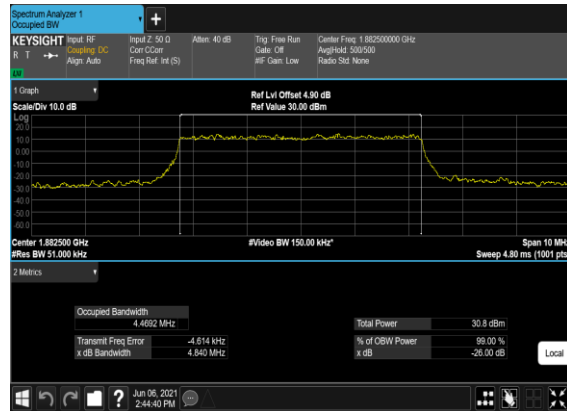 Spectrum Analyzer 1
Occupied BW
+
KEYSIGHT
R T
Input: RF
Coupling: DC
Align: Auto
Input Z: 50 Ω
Corr CCorr
Freq Ref: Int (S)
Atten: 40 dB
Trig: Free Run
Gate: Off
#IF Gain: Low
Center Freq: 1.882500000 GHz
Avg|Hold: 500/500
Radio Std: None
1 Graph
Scale/Div 10.0 dB
Ref Lvl Offset 4.90 dB
Ref Value 30.00 dBm
Log
20.0
10.0
0.00
-10.0
-20.0
-30.0
-40.0
-50.0
-60.0
Center 1.882500 GHz
#Res BW 51.000 kHz
#Video BW 150.00 kHz*
Span 10 MHz
Sweep 4.80 ms (1001 pts)
2 Metrics
Occupied Bandwidth
4.4692 MHz
Transmit Freq Error -4.614 kHz
x dB Bandwidth 4.840 MHz
Total Power 30.8 dBm
% of OBW Power 99.00 %
x dB -26.00 dB
Local
?
Jun 06, 2021
2:44:40 PM